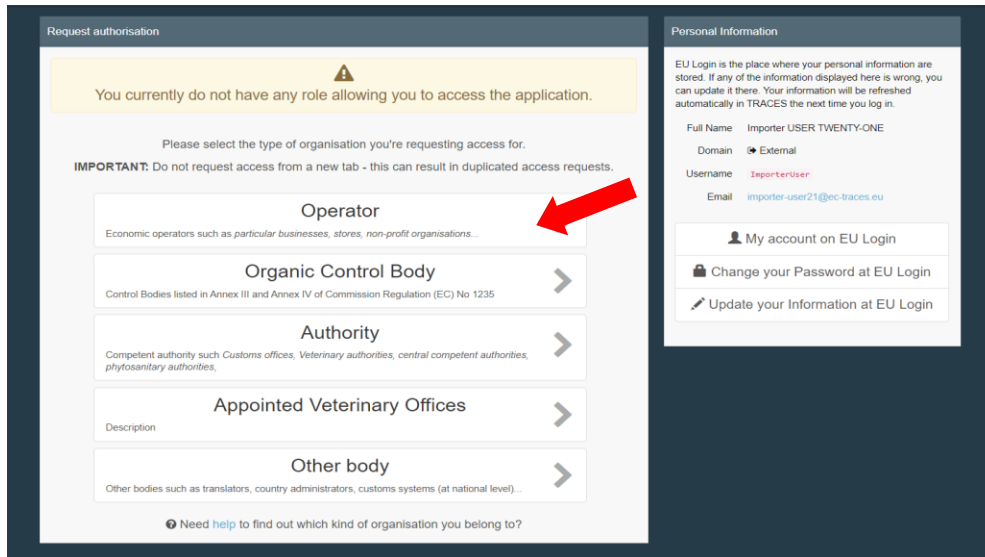 Request authorisation
You currently do not have any role allowing you to access the application.
Please select the type of organisation you're requesting access for.
IMPORTANT: Do not request access from a new tab - this can result in duplicated access requests.
Operator
Economic operators such as particular businesses, stores, non-profit organisations...
Organic Control Body
Control Bodies listed in Annex III and Annex IV of Commission Regulation (EC) No 1235
Authority
Competent authority such Customs offices, Veterinary authorities, central competent authorities,
phytosanitary authorities,
Appointed Veterinary Offices
Description
Other body
Other bodies such as translators, country administrators, customs systems (at national level)...
Need help to find out which kind of organisation you belong to?
Personal Information
EU Login is the place where your personal information are
stored. If any of the information displayed here is wrong, you
can update it there. Your information will be refreshed
automatically in TRACES the next time you log in.
Full Name Importer USER TWENTY-ONE
Domain External
Username ImporterUser
Email importer-user21@ec-traces.eu
My account on EU Login
Change your Password at EU Login
Update your Information at EU Login